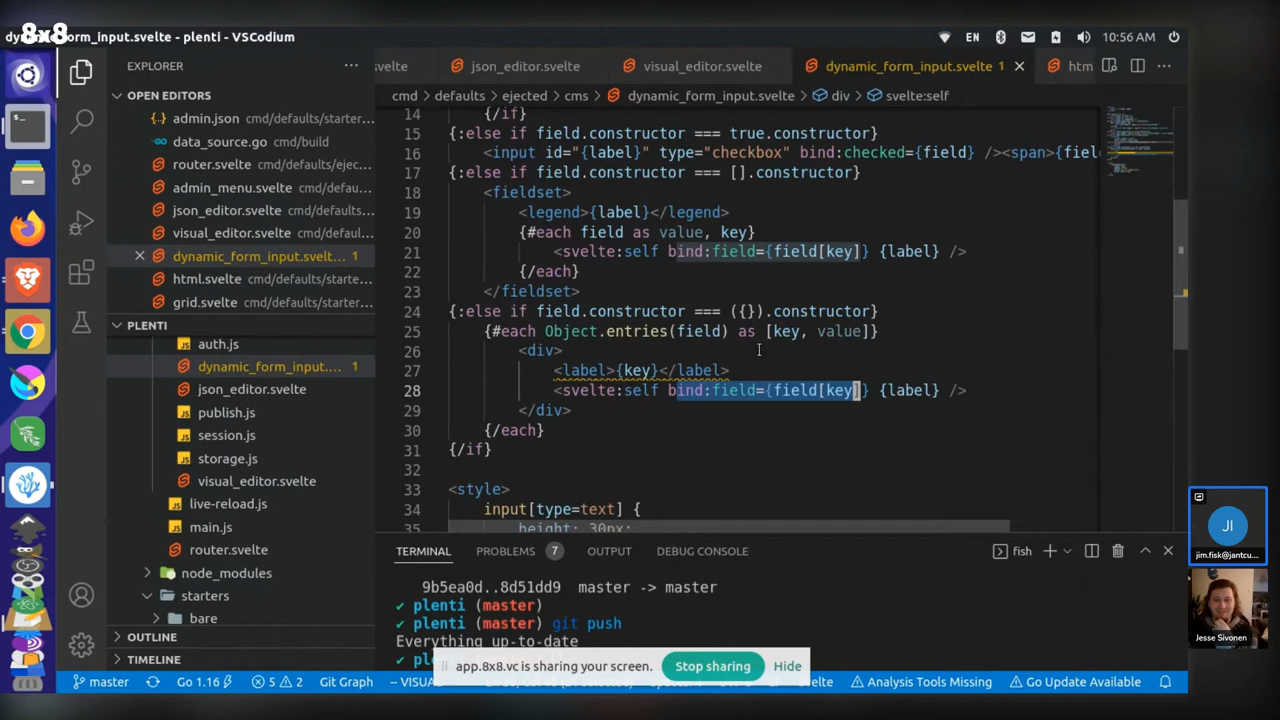 8x8
dynamic_form_input.svelte - plenti - VSCodium
EN
10:56 AM
EXPLORER
OPEN EDITORS
admin.json cmd/defaults/starter...
data_source.go cmd/build
router.svelte cmd/defaults/ejec...
admin_menu.svelte cmd/defau...
json_editor.svelte cmd/default...
visual_editor.svelte cmd/defau...
dynamic_form_input.svelt... 1
html.svelte cmd/defaults/starte...
grid.svelte cmd/defaults/starte...
PLENTI
auth.js
dynamic_form_input.... 1
json_editor.svelte
publish.js
session.js
storage.js
visual_editor.svelte
live-reload.js
main.js
router.svelte
node_modules
starters
bare
OUTLINE
TIMELINE
svelte
json_editor.svelte
visual_editor.svelte
dynamic_form_input.svelte 1
htm
cmd > defaults > ejected > cms > dynamic_form_input.svelte > div > svelte:self
14 {/if}
15 {:else if field.constructor === true.constructor}
16 <input id="{label}" type="checkbox" bind:checked={field} /><span>{fiel
17 {:else if field.constructor === [].constructor}
18 <fieldset>
19 <legend>{label}</legend>
20 {#each field as value, key}
21 <svelte:self bind:field={field[key]} {label} />
22 {/each}
23 </fieldset>
24 {:else if field.constructor === ({}).constructor}
25 {#each Object.entries(field) as [key, value]}
26 <div>
27 <label>{key}</label>
28 <svelte:self bind:field={field[key]} {label} />
29 </div>
30 {/each}
31 {/if}
32
33 <style>
34 input[type=text] {
35 height: 30px;
TERMINAL
PROBLEMS 7
OUTPUT
DEBUG CONSOLE
fish
9b5ea0d..8d51dd9 master -> master
✔ plenti (master)
✔ plenti (master) git push
Everything up-to-date
✔ 
app.8x8.vc is sharing your screen.
Stop sharing
Hide
master
Go 1.16
5
2
Git Graph
-- VISUAL
Svelte
Analysis Tools Missing
Go Update Available
JI
jim.fisk@jantcu....
Jesse Sivonen